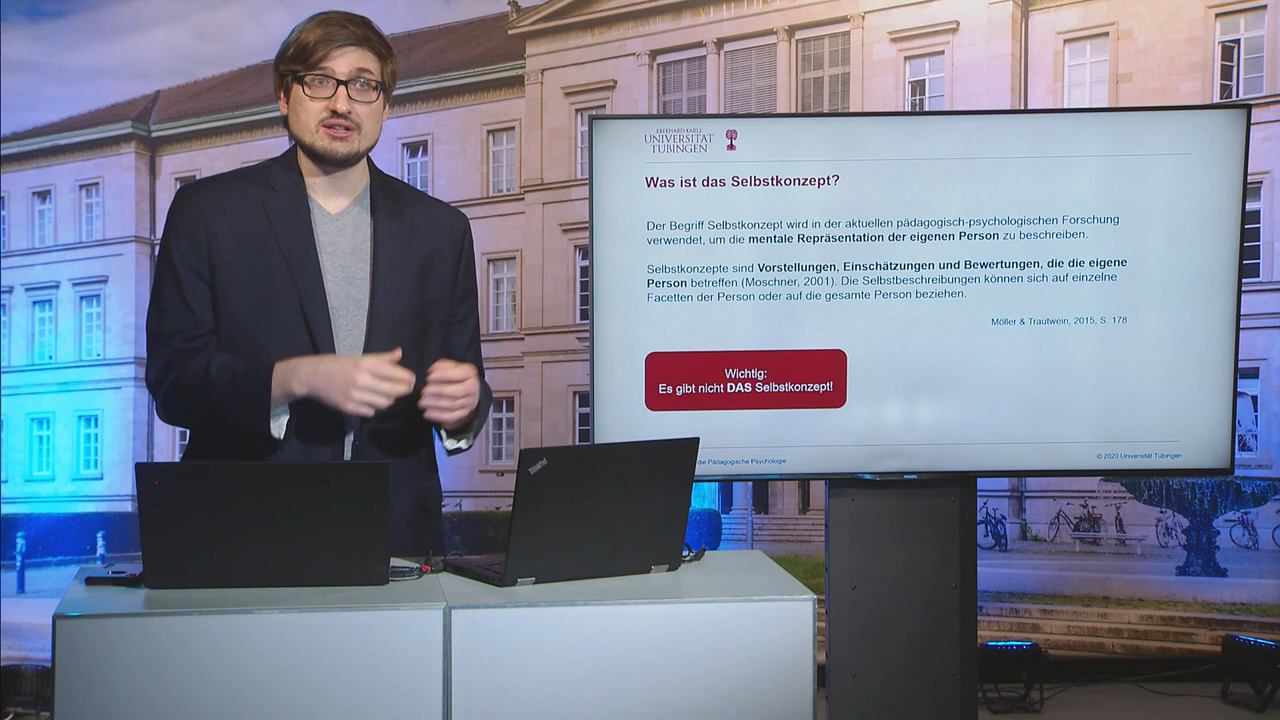 EBERHARD KARLS
UNIVERSITÄT
TÜBINGEN
Was ist das Selbstkonzept?
Der Begriff Selbstkonzept wird in der aktuellen pädagogisch-psychologischen Forschung
verwendet, um die mentale Repräsentation der eigenen Person zu beschreiben.
Selbstkonzepte sind Vorstellungen, Einschätzungen und Bewertungen, die die eigene
Person betreffen (Moschner, 2001). Die Selbstbeschreibungen können sich auf einzelne
Facetten der Person oder auf die gesamte Person beziehen.
Möller & Trautwein, 2015, S. 178
Wichtig:
Es gibt nicht DAS Selbstkonzept!
die Pädagogische Psychologie
© 2020 Universität Tübingen
ThinkPad